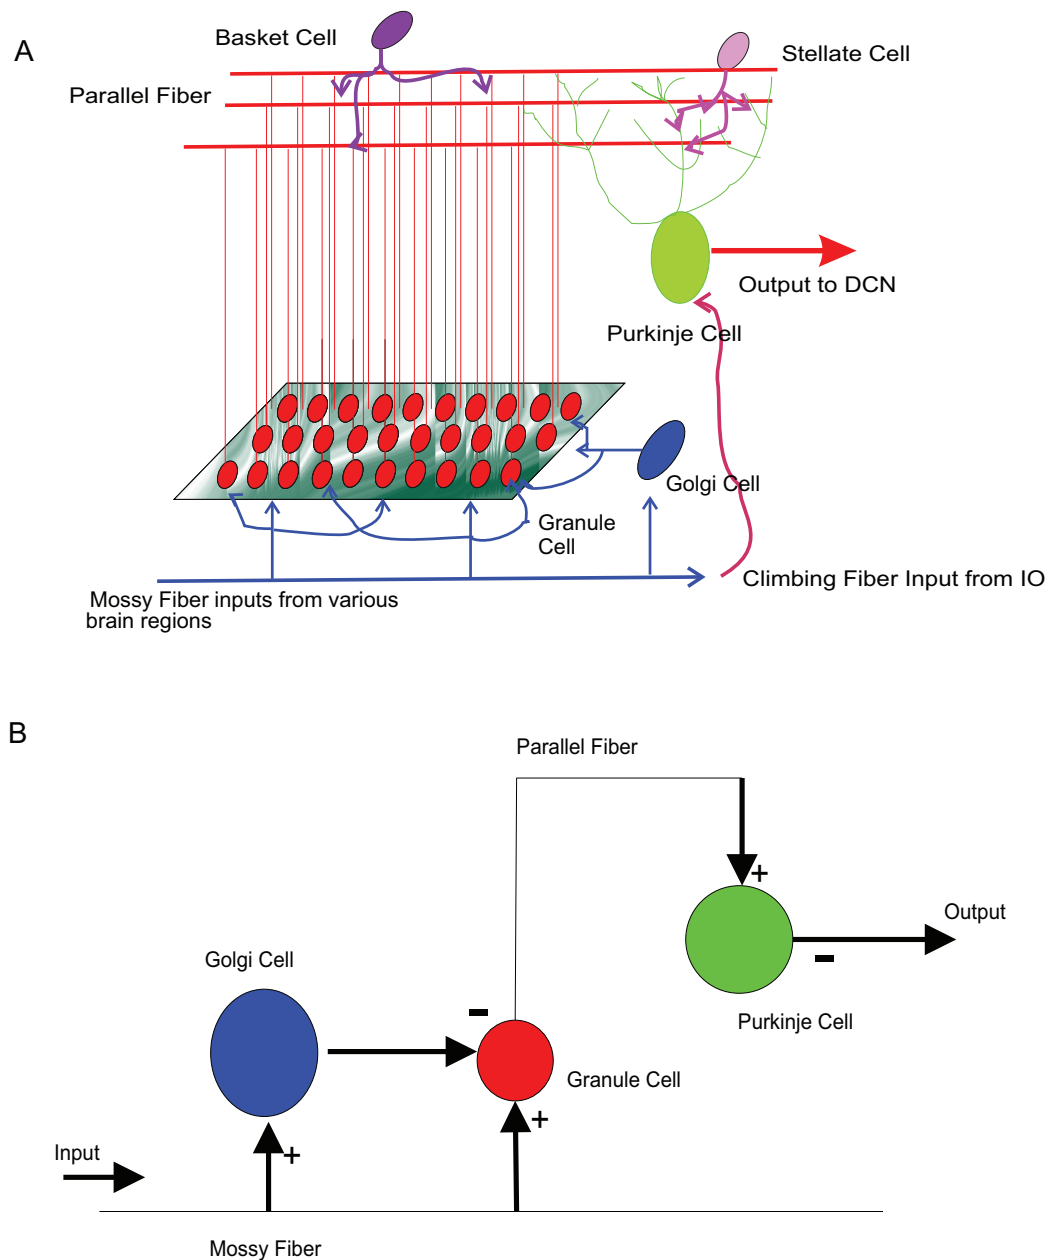 A
Basket Cell
Stellate Cell
Parallel Fiber
Output to DCN
Purkinje Cell
Golgi Cell
Granule
Cell
Climbing Fiber Input from IO
Mossy Fiber inputs from various
brain regions
B
Parallel Fiber
+
Output
-
Golgi Cell
-
Purkinje Cell
Granule Cell
+
Input
+
Mossy Fiber